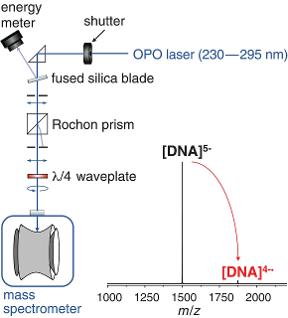 energy
meter
shutter
OPO laser (230—295 nm)
fused silica blade
Rochon prism
λ/4 waveplate
mass
spectrometer
[DNA]5-
[DNA]4-•
1000 1250 1500 1750 2000
m/z